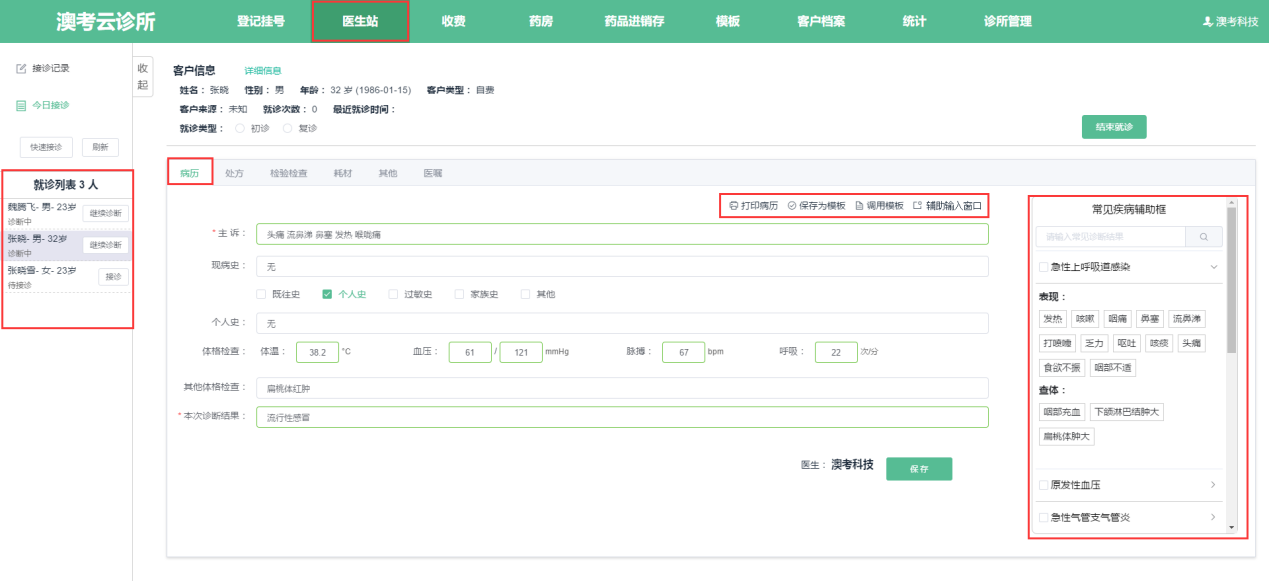 澳考云诊所 登记挂号 医生站 收费 药房 药品进销存 模板 客户档案 统计 诊所管理 澳考科技
接诊记录
今日接诊
快速接诊 刷新
就诊列表 3 人
魏腾飞- 男- 23岁
诊断中
继续诊断
张晓- 男- 32岁
诊断中
继续诊断
张晓雪- 女- 23岁
待接诊
接诊
收起
客户信息 详细信息
姓名： 张晓 性别： 男 年龄： 32 岁 (1986-01-15) 客户类型： 自费
客户来源： 未知 就诊次数： 0 最近就诊时间：
就诊类型： 初诊 复诊
结束就诊
病历 处方 检验检查 耗材 其他 医嘱
打印病历 保存为模板 调用模板 辅助输入窗口
*主 诉： 头痛 流鼻涕 鼻塞 发热 喉咙痛
现病史： 无
既往史 个人史 过敏史 家族史 其他
个人史： 无
体格检查： 体温： 38.2 °C 血压： 61 / 121 mmHg 脉搏： 67 bpm 呼吸： 22 次/分
其他体格检查： 扁桃体红肿
*本次诊断结果： 流行性感冒
医生： 澳考科技 保存
常见疾病辅助框
请输入常见诊断结果
急性上呼吸道感染
表现：
发热 咳嗽 咽痛 鼻塞 流鼻涕
打喷嚏 乏力 呕吐 咳痰 头痛
食欲不振 咽部不适
查体：
咽部充血 下颌淋巴结肿大
扁桃体肿大
原发性血压
急性气管支气管炎